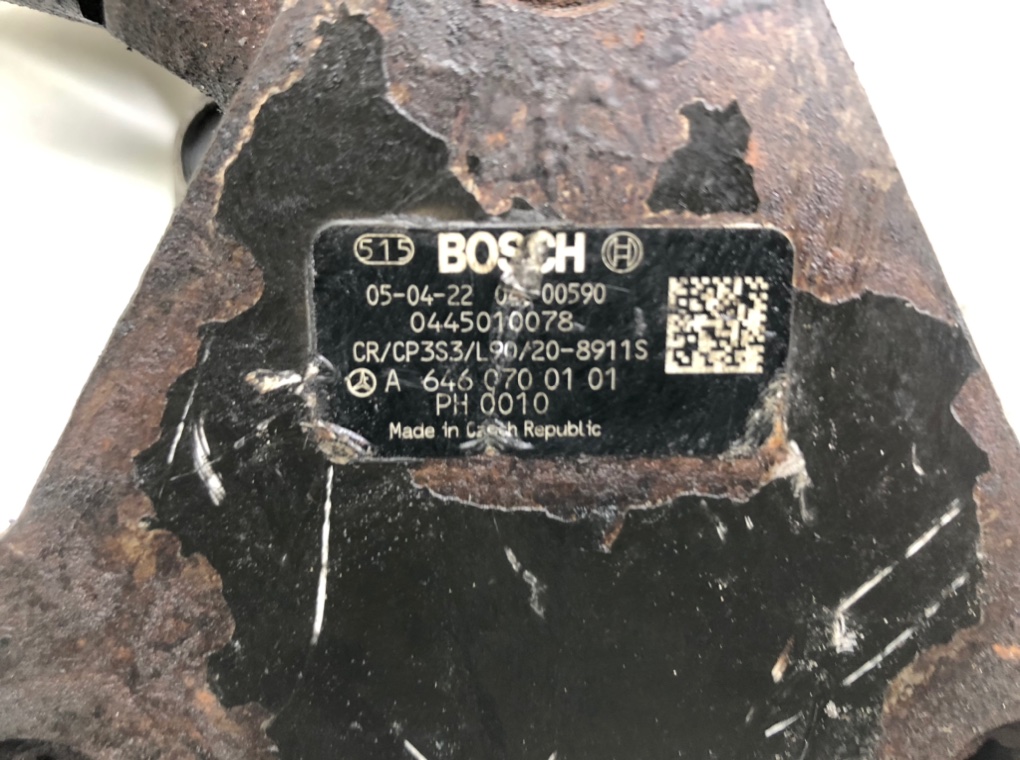 515 BOSCH
05-04-22 00590
0445010078
CR/CP3S3/L90/20-8911S
A 646 070 01 01
PH 0010
Made in Czech Republic